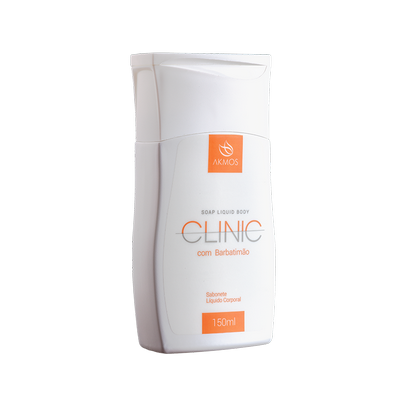 AKMOS
SOAP LIQUID BODY
CLINIC
com Barbatimão
Sabonete
Líquido Corporal
150ml